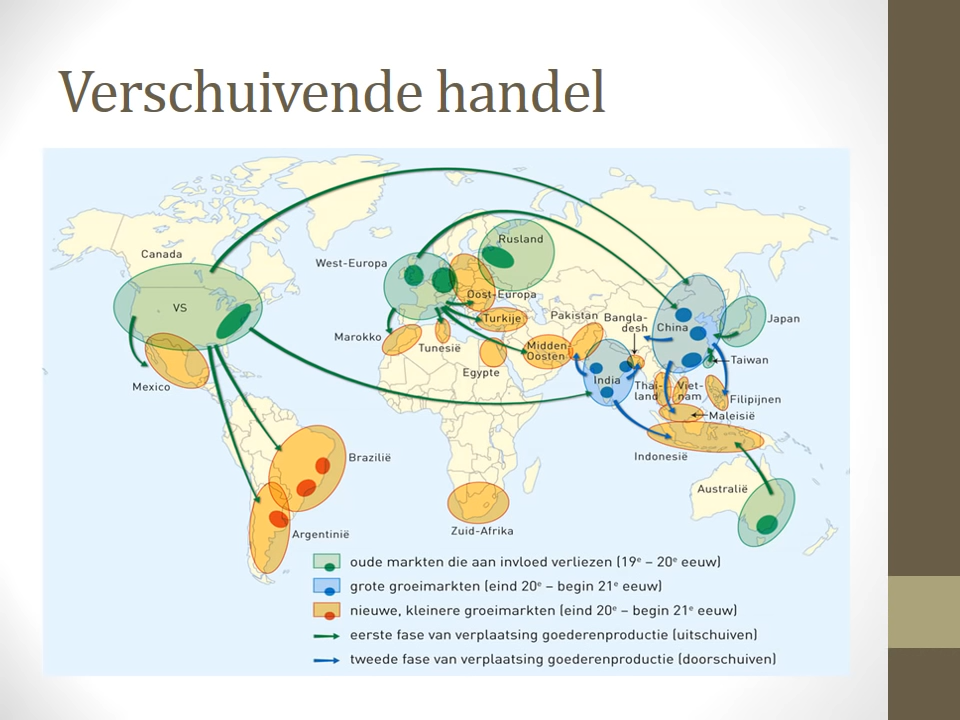 Verschuivende handel
Canada
VS
Mexico
Brazilië
Argentinië
West-Europa
Rusland
Oost-Europa
Turkije
Marokko
Tunesië
Egypte
Midden-
Oosten
Zuid-Afrika
Pakistan
Bangla-
desh
India
China
Japan
Taiwan
Thai-
land
Viet-
nam
Filipijnen
Maleisië
Indonesië
Australië
oude markten die aan invloed verliezen (19e – 20e eeuw)
grote groeimarkten (eind 20e – begin 21e eeuw)
nieuwe, kleinere groeimarkten (eind 20e – begin 21e eeuw)
eerste fase van verplaatsing goederenproductie (uitschuiven)
tweede fase van verplaatsing goederenproductie (doorschuiven)